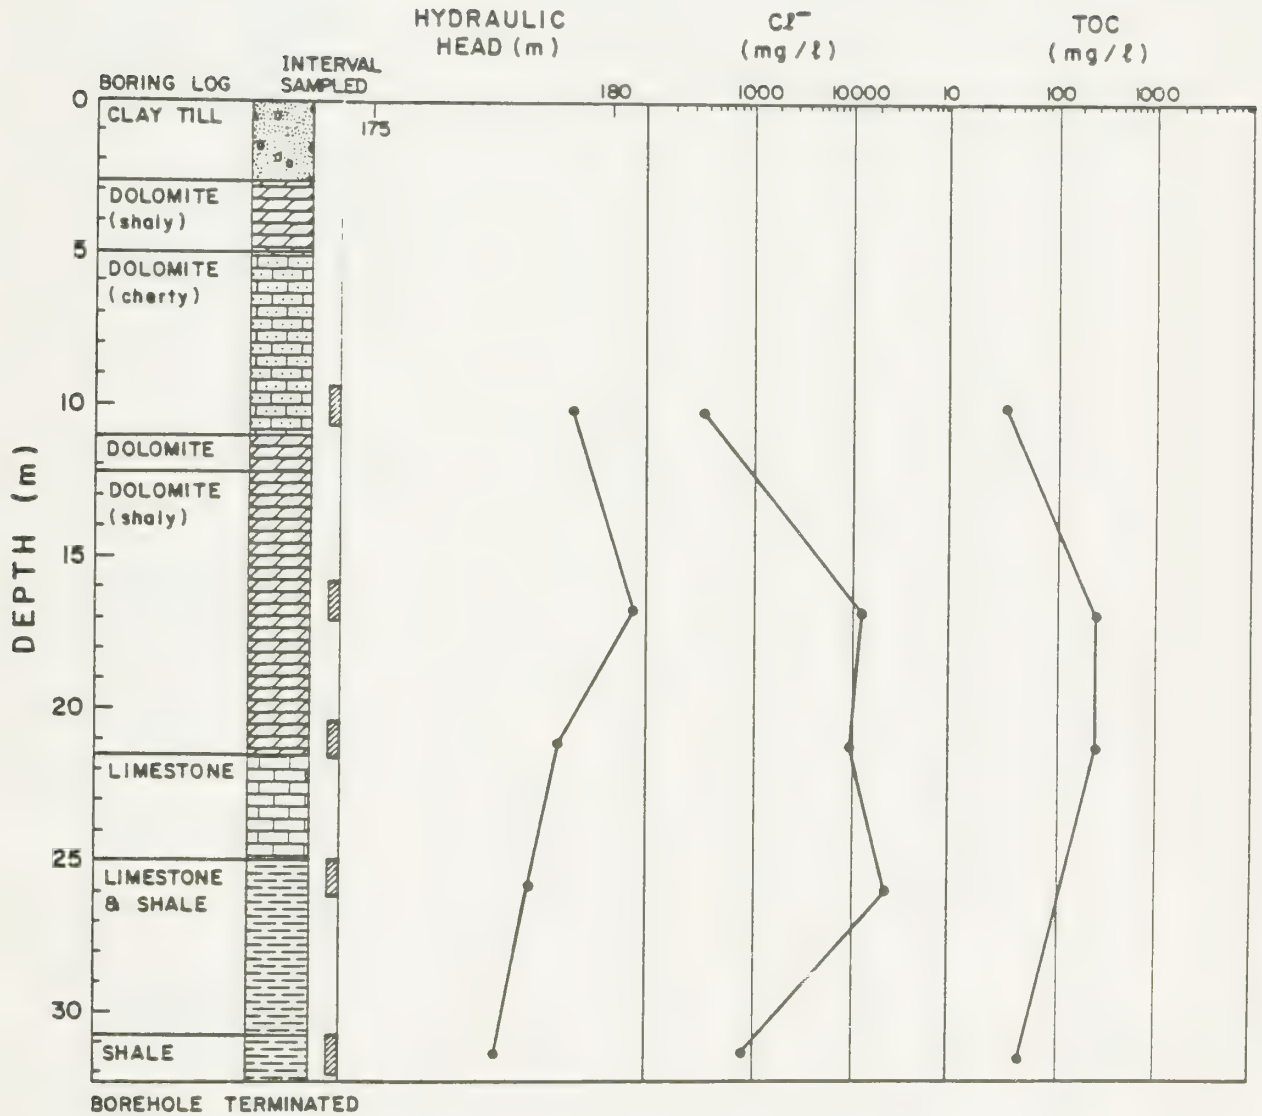 HYDRAULIC
HEAD (m)
Cℓ⁻
(mg/ℓ)
TOC
(mg/ℓ)
BORING LOG
INTERVAL
SAMPLED
175
180
1000
10000
10
100
1000
0
5
10
15
20
25
30
DEPTH (m)
CLAY TILL
DOLOMITE
(shaly)
DOLOMITE
(cherty)
DOLOMITE
DOLOMITE
(shaly)
LIMESTONE
LIMESTONE
& SHALE
SHALE
BOREHOLE TERMINATED